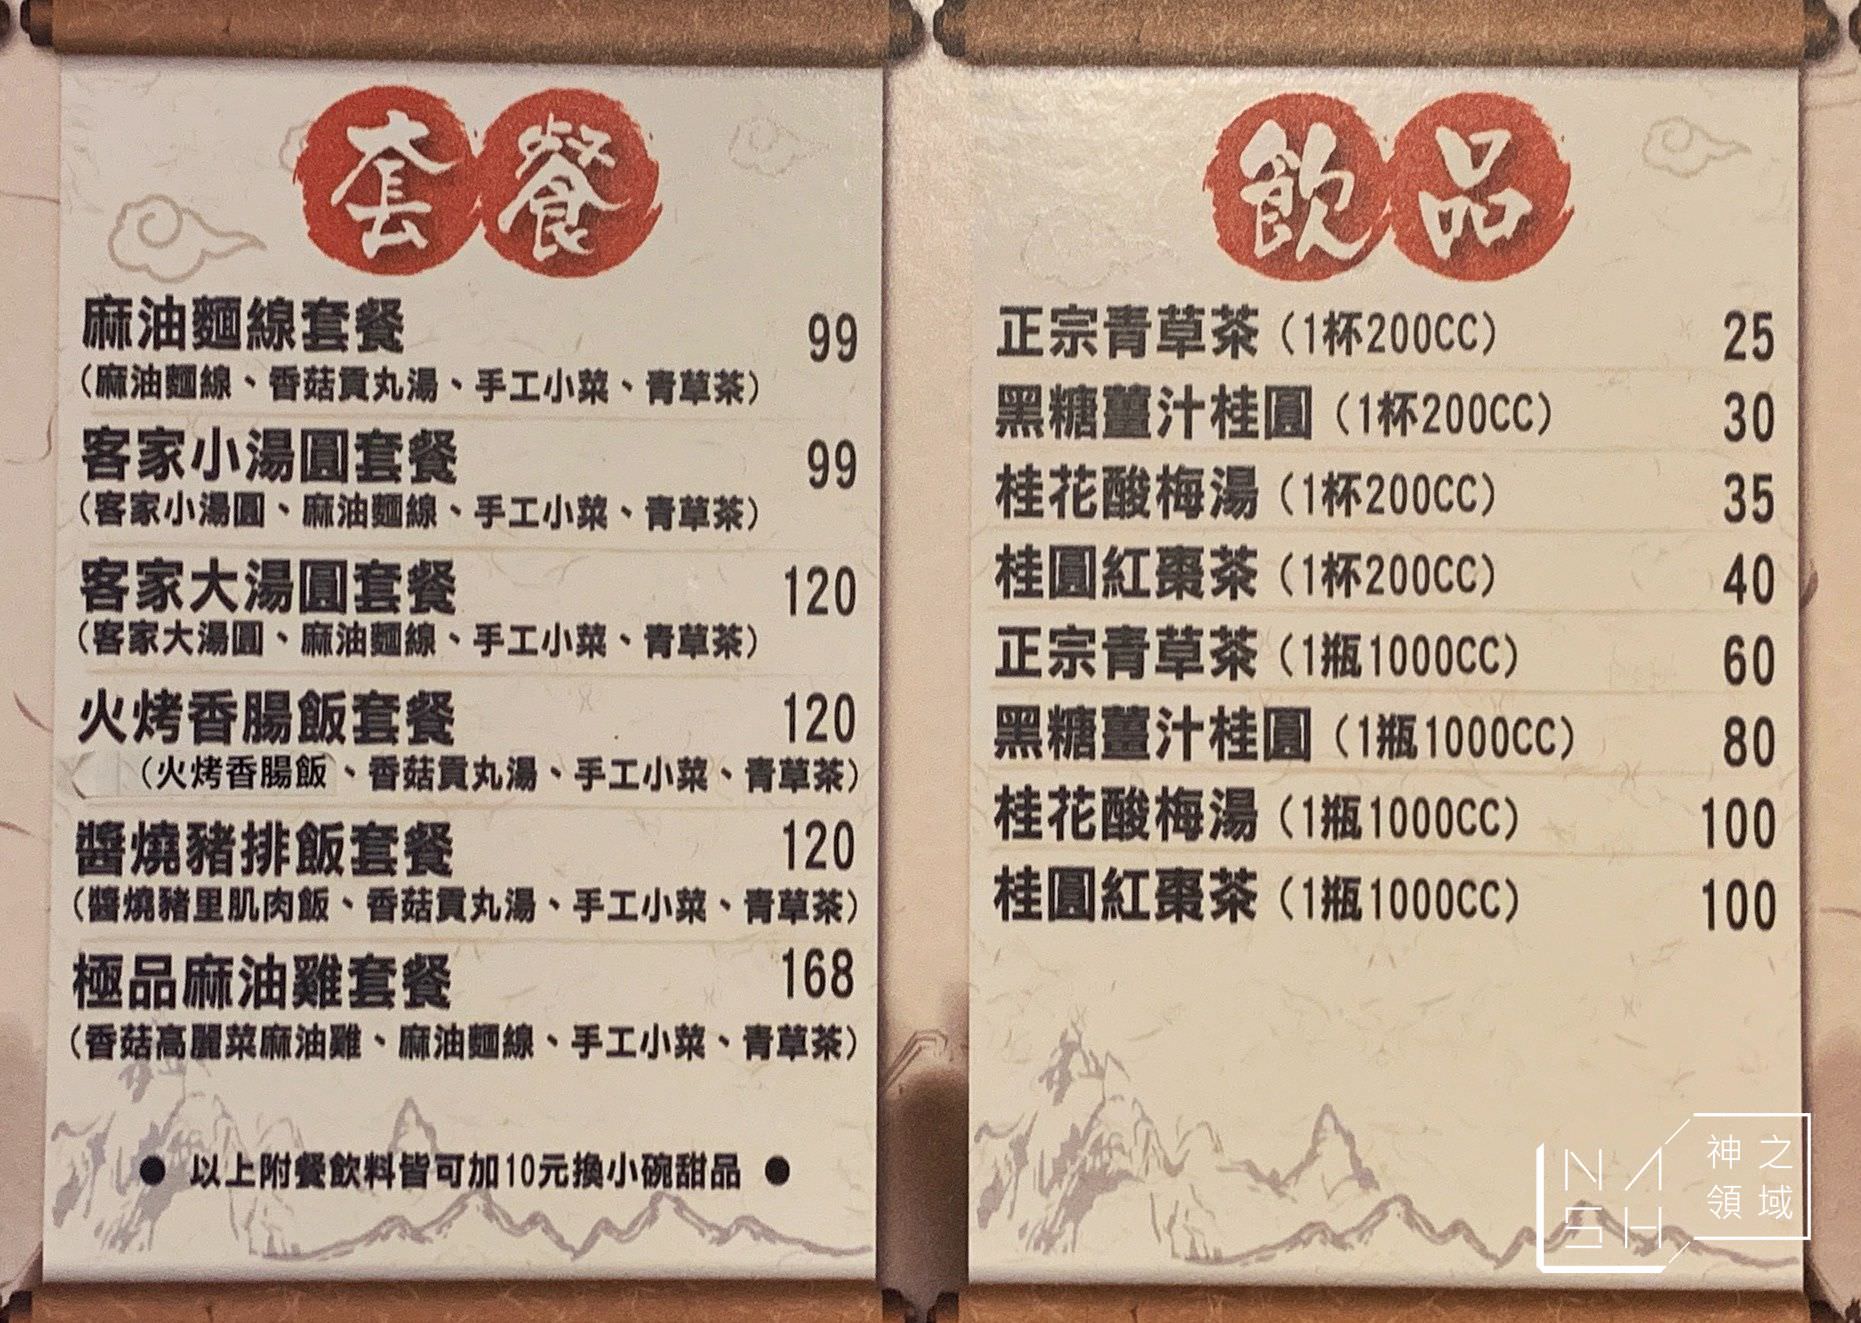 套餐
麻油麵線套餐 99
（麻油麵線、香菇貢丸湯、手工小菜、青草茶）
客家小湯圓套餐 99
（客家小湯圓、麻油麵線、手工小菜、青草茶）
客家大湯圓套餐 120
（客家大湯圓、麻油麵線、手工小菜、青草茶）
火烤香腸飯套餐 120
（火烤香腸飯、香菇貢丸湯、手工小菜、青草茶）
醬燒豬排飯套餐 120
（醬燒豬里肌肉飯、香菇貢丸湯、手工小菜、青草茶）
極品麻油雞套餐 168
（香菇高麗菜麻油雞、麻油麵線、手工小菜、青草茶）
● 以上附餐飲料皆可加10元換小碗甜品 ●
飲品
正宗青草茶（1杯200CC） 25
黑糖薑汁桂圓（1杯200CC） 30
桂花酸梅湯（1杯200CC） 35
桂圓紅棗茶（1杯200CC） 40
正宗青草茶（1瓶1000CC） 60
黑糖薑汁桂圓（1瓶1000CC） 80
桂花酸梅湯（1瓶1000CC） 100
桂圓紅棗茶（1瓶1000CC） 100
NASH
神之領域